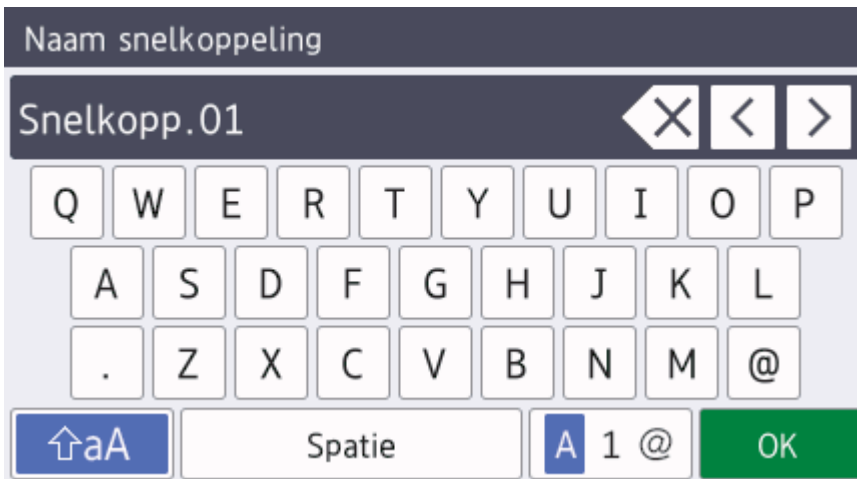 Naam snelkoppeling
Snelkopp.01
Q W E R T Y U I O P
A S D F G H J K L
. Z X C V B N M @
aA Spatie A 1 @ OK